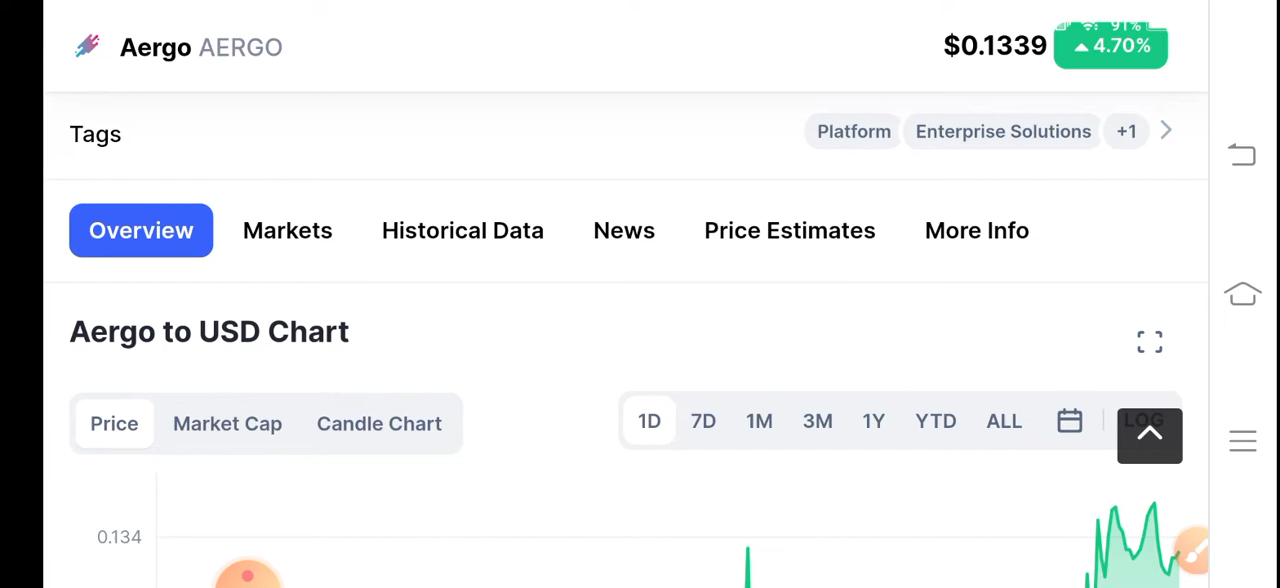 91%
Aergo AERGO $0.1339 4.70%
Tags Platform Enterprise Solutions +1
Overview Markets Historical Data News Price Estimates More Info
Aergo to USD Chart
Price Market Cap Candle Chart 1D 7D 1M 3M 1Y YTD ALL LOG
0.134